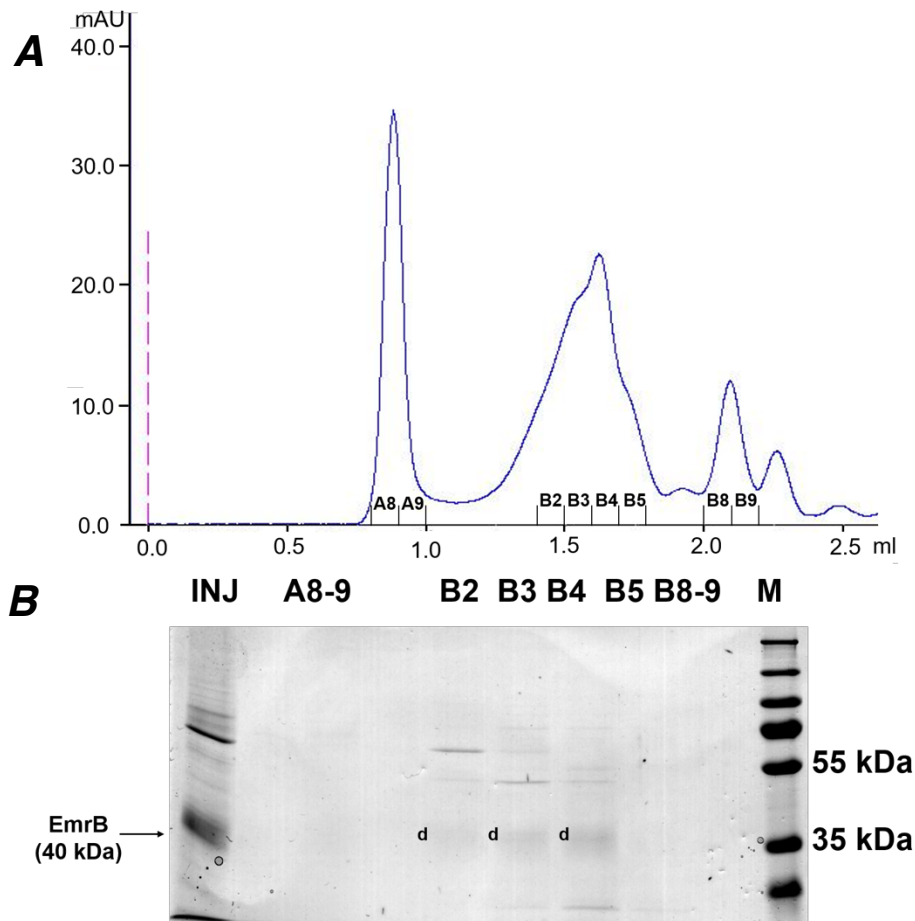 A
mAU
40.0
30.0
20.0
10.0
0.0
A8 A9 B2 B3 B4 B5 B8 B9
0.0 0.5 1.0 1.5 2.0 2.5 ml
B
INJ A8-9 B2 B3 B4 B5 B8-9 M
55 kDa
EmrB
(40 kDa)
d d d
35 kDa